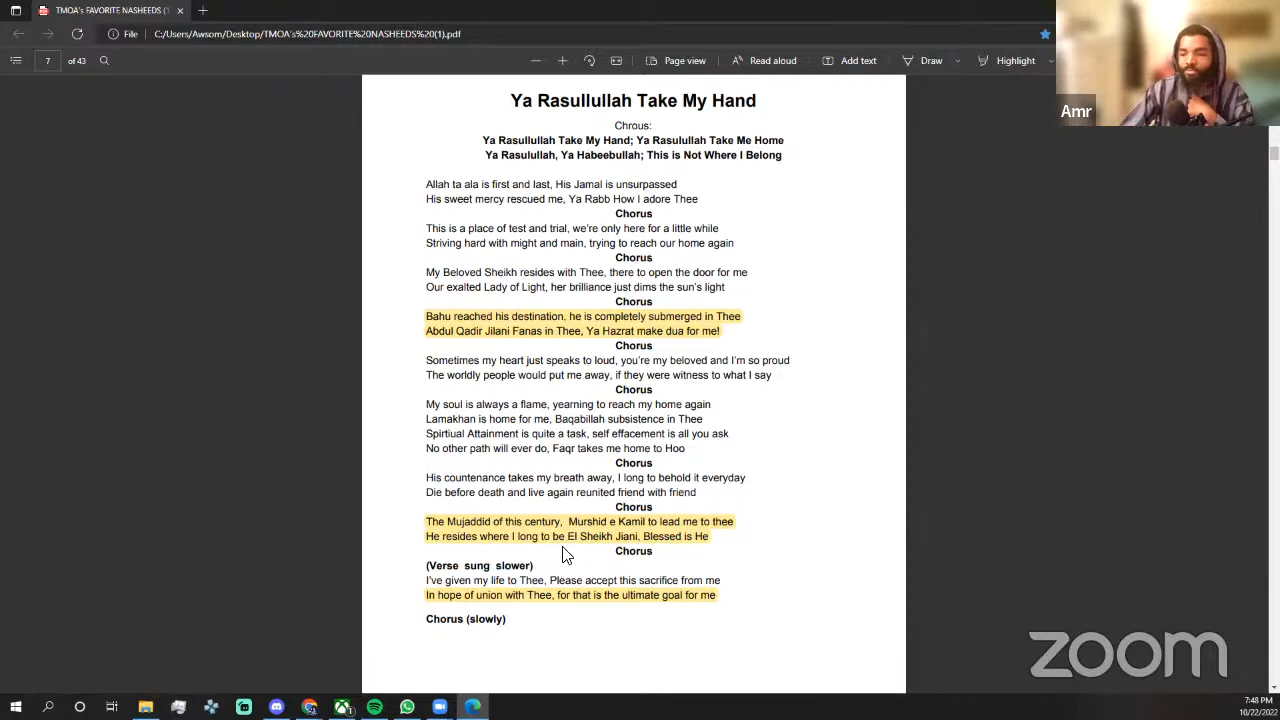 TMOA's FAVORITE NASHEEDS (1
File
C:/Users/Awsom/Desktop/TMOA's%20FAVORITE%20NASHEEDS%20(1).pdf
7 of 43
Page view
Read aloud
Add text
Draw
Highlight
Amr
Ya Rasullullah Take My Hand
Chrous:
Ya Rasullullah Take My Hand; Ya Rasulullah Take Me Home
Ya Rasulullah, Ya Habeebullah; This is Not Where I Belong
Allah ta ala is first and last, His Jamal is unsurpassed
His sweet mercy rescued me, Ya Rabb How I adore Thee
Chorus
This is a place of test and trial, we're only here for a little while
Striving hard with might and main, trying to reach our home again
Chorus
My Beloved Sheikh resides with Thee, there to open the door for me
Our exalted Lady of Light, her brilliance just dims the sun's light
Chorus
Bahu reached his destination, he is completely submerged in Thee
Abdul Qadir Jilani Fanas in Thee, Ya Hazrat make dua for me!
Chorus
Sometimes my heart just speaks to loud, you're my beloved and I'm so proud
The worldly people would put me away, if they were witness to what I say
Chorus
My soul is always a flame, yearning to reach my home again
Lamakhan is home for me, Baqabillah subsistence in Thee
Spirtiual Attainment is quite a task, self effacement is all you ask
No other path will ever do, Faqr takes me home to Hoo
Chorus
His countenance takes my breath away, I long to behold it everyday
Die before death and live again reunited friend with friend
Chorus
The Mujaddid of this century, Murshid e Kamil to lead me to thee
He resides where I long to be El Sheikh Jiani, Blessed is He
Chorus
(Verse sung slower)
I've given my life to Thee, Please accept this sacrifice from me
In hope of union with Thee, for that is the ultimate goal for me
Chorus (slowly)
zoom
7:48 PM
10/22/2022